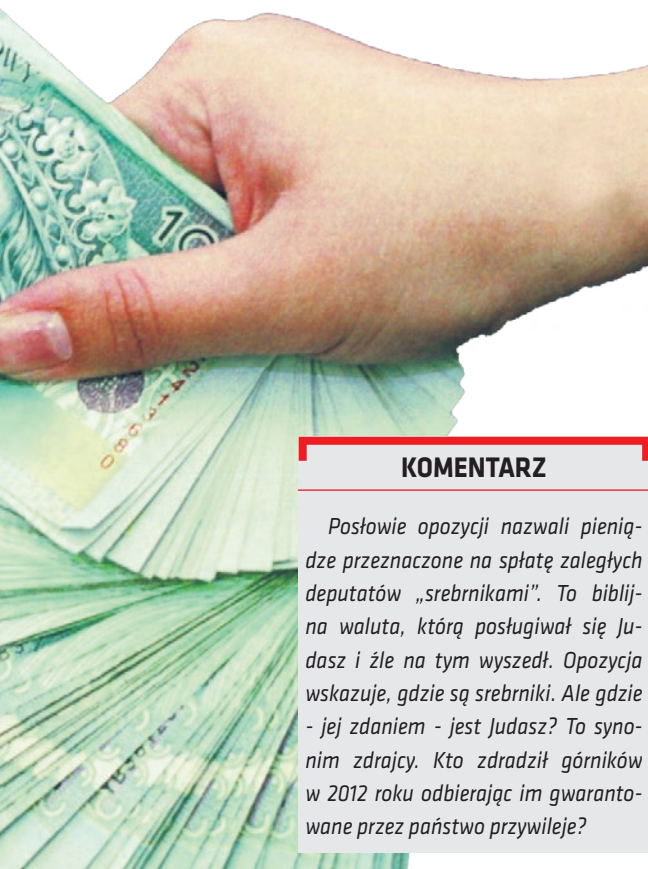 KOMENTARZ
Posłowie opozycji nazwali pienią-
dze przeznaczone na spłatę zaległych
deputatów „srebrnikami”. To biblij-
na waluta, którą posługiwał się Ju-
dasz i źle na tym wyszedł. Opozycja
wskazuje, gdzie są srebrniki. Ale gdzie
- jej zdaniem - jest Judasz? To syno-
nim zdrajcy. Kto zdradził górników
w 2012 roku odbierając im gwaranto-
wane przez państwo przywileje?